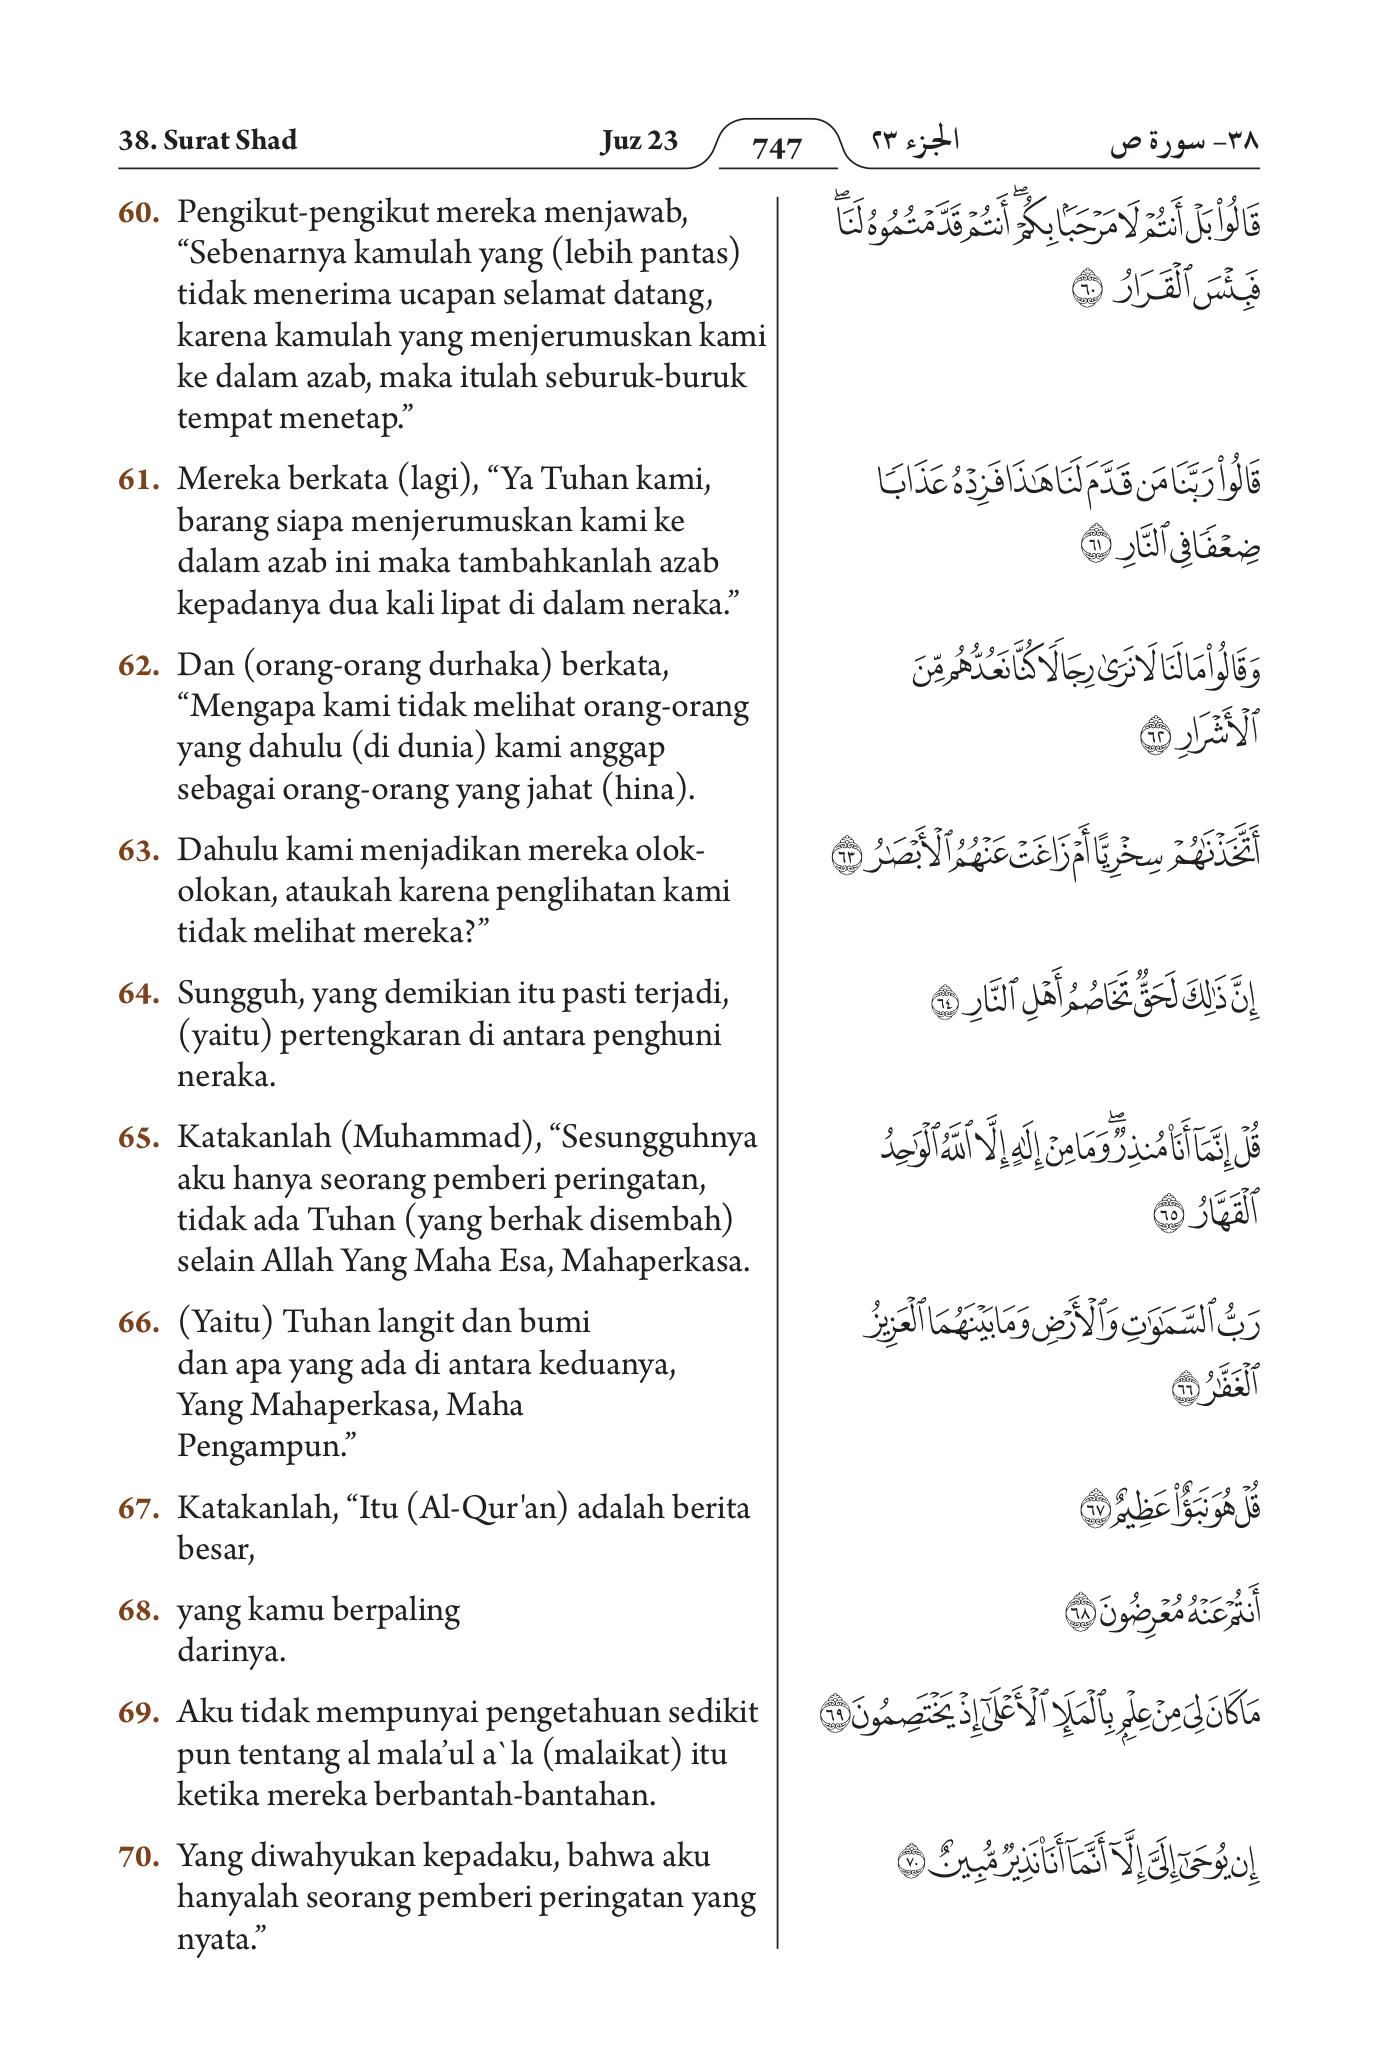 38. Surat Shad
Juz 23
747
الجزء ٢٣
٣٨- سورة ص
60. Pengikut-pengikut mereka menjawab,
“Sebenarnya kamulah yang (lebih pantas)
tidak menerima ucapan selamat datang,
karena kamulah yang menjerumuskan kami
ke dalam azab, maka itulah seburuk-buruk
tempat menetap.”
قَالُوا۟ بَلْ أَنتُمْ لَا مَرْحَبًۢا بِكُمْ ۖ أَنتُمْ قَدَّمْتُمُوهُ لَنَا ۖ
فَبِئْسَ ٱلْقَرَارُ ٦٠
61. Mereka berkata (lagi), “Ya Tuhan kami,
barang siapa menjerumuskan kami ke
dalam azab ini maka tambahkanlah azab
kepadanya dua kali lipat di dalam neraka.”
قَالُوا۟ رَبَّنَا مَن قَدَّمَ لَنَا هَـٰذَا فَزِدْهُ عَذَابًا
ضِعْفًا فِى ٱلنَّارِ ٦١
62. Dan (orang-orang durhaka) berkata,
“Mengapa kami tidak melihat orang-orang
yang dahulu (di dunia) kami anggap
sebagai orang-orang yang jahat (hina).
وَقَالُوا۟ مَا لَنَا لَا نَرَىٰ رِجَالًا كُنَّا نَعُدُّهُم مِّنَ
ٱلْأَشْرَارِ ٦٢
63. Dahulu kami menjadikan mereka olok-
olokan, ataukah karena penglihatan kami
tidak melihat mereka?”
أَتَّخَذْنَـٰهُمْ سِخْرِيًّا أَمْ زَاغَتْ عَنْهُمُ ٱلْأَبْصَـٰرُ ٦٣
64. Sungguh, yang demikian itu pasti terjadi,
(yaitu) pertengkaran di antara penghuni
neraka.
إِنَّ ذَٰلِكَ لَحَقٌّ تَخَاصُمُ أَهْلِ ٱلنَّارِ ٦٤
65. Katakanlah (Muhammad), “Sesungguhnya
aku hanya seorang pemberi peringatan,
tidak ada Tuhan (yang berhak disembah)
selain Allah Yang Maha Esa, Mahaperkasa.
قُلْ إِنَّمَآ أَنَا۠ مُنذِرٌ ۖ وَمَا مِنْ إِلَـٰهٍ إِلَّا ٱللَّهُ ٱلْوَٰحِدُ
ٱلْقَهَّارُ ٦٥
66. (Yaitu) Tuhan langit dan bumi
dan apa yang ada di antara keduanya,
Yang Mahaperkasa, Maha
Pengampun.”
رَبُّ ٱلسَّمَـٰوَٰتِ وَٱلْأَرْضِ وَمَا بَيْنَهُمَا ٱلْعَزِيزُ
ٱلْغَفَّـٰرُ ٦٦
67. Katakanlah, “Itu (Al-Qur'an) adalah berita
besar,
قُلْ هُوَ نَبَؤٌا۟ عَظِيمٌ ٦٧
68. yang kamu berpaling
darinya.
أَنتُمْ عَنْهُ مُعْرِضُونَ ٦٨
69. Aku tidak mempunyai pengetahuan sedikit
pun tentang al mala’ul a`la (malaikat) itu
ketika mereka berbantah-bantahan.
مَا كَانَ لِىَ مِنْ عِلْمٍۭ بِٱلْمَلَإِ ٱلْأَعْلَىٰٓ إِذْ يَخْتَصِمُونَ ٦٩
70. Yang diwahyukan kepadaku, bahwa aku
hanyalah seorang pemberi peringatan yang
nyata.”
إِن يُوحَىٰٓ إِلَىَّ إِلَّآ أَنَّمَآ أَنَا۠ نَذِيرٌ مُّبِينٌ ٧٠